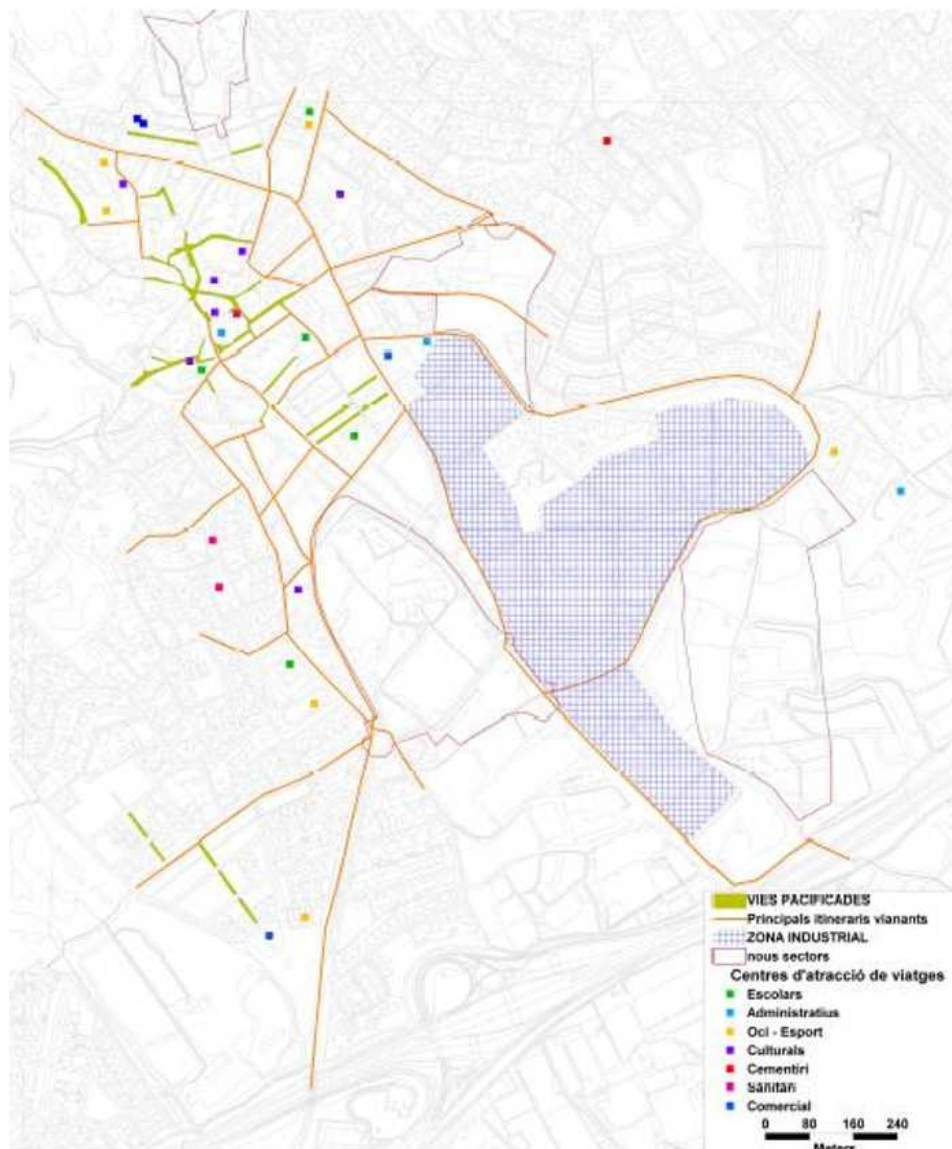 VIES PACIFICADES
Principals itineraris vianants
ZONA INDUSTRIAL
nous sectors
Centres d'atracció de viatges
Escolars
Administratius
Oci - Esport
Culturals
Cementiri
Sanitari
Comercial
0 80 160 240
Meters